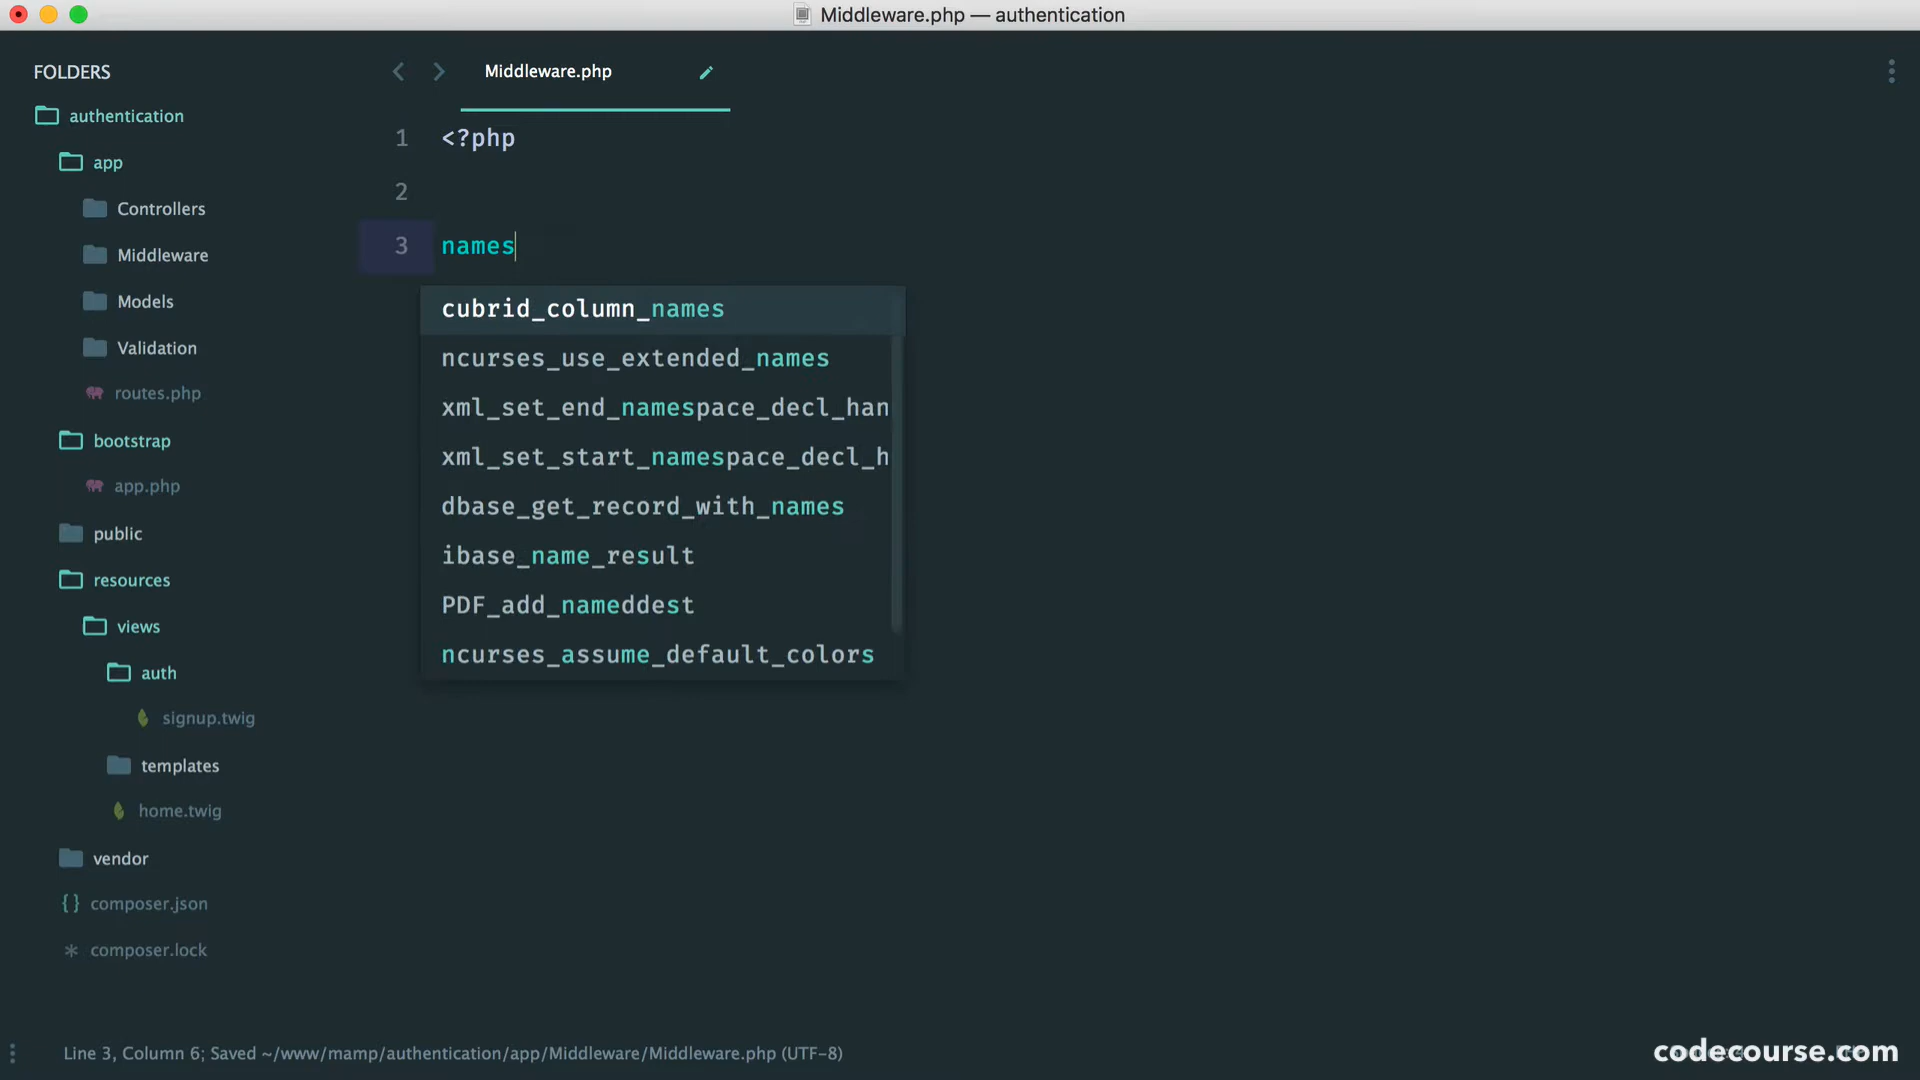 Middleware.php — authentication
FOLDERS
authentication
app
Controllers
Middleware
Models
Validation
routes.php
bootstrap
app.php
public
resources
views
auth
signup.twig
templates
home.twig
vendor
{} composer.json
* composer.lock
Middleware.php
1 <?php
2
3 names
cubrid_column_names
ncurses_use_extended_names
xml_set_end_namespace_decl_han
xml_set_start_namespace_decl_h
dbase_get_record_with_names
ibase_name_result
PDF_add_nameddest
ncurses_assume_default_colors
Line 3, Column 6; Saved ~/www/mamp/authentication/app/Middleware/Middleware.php (UTF-8)
codecourse.com